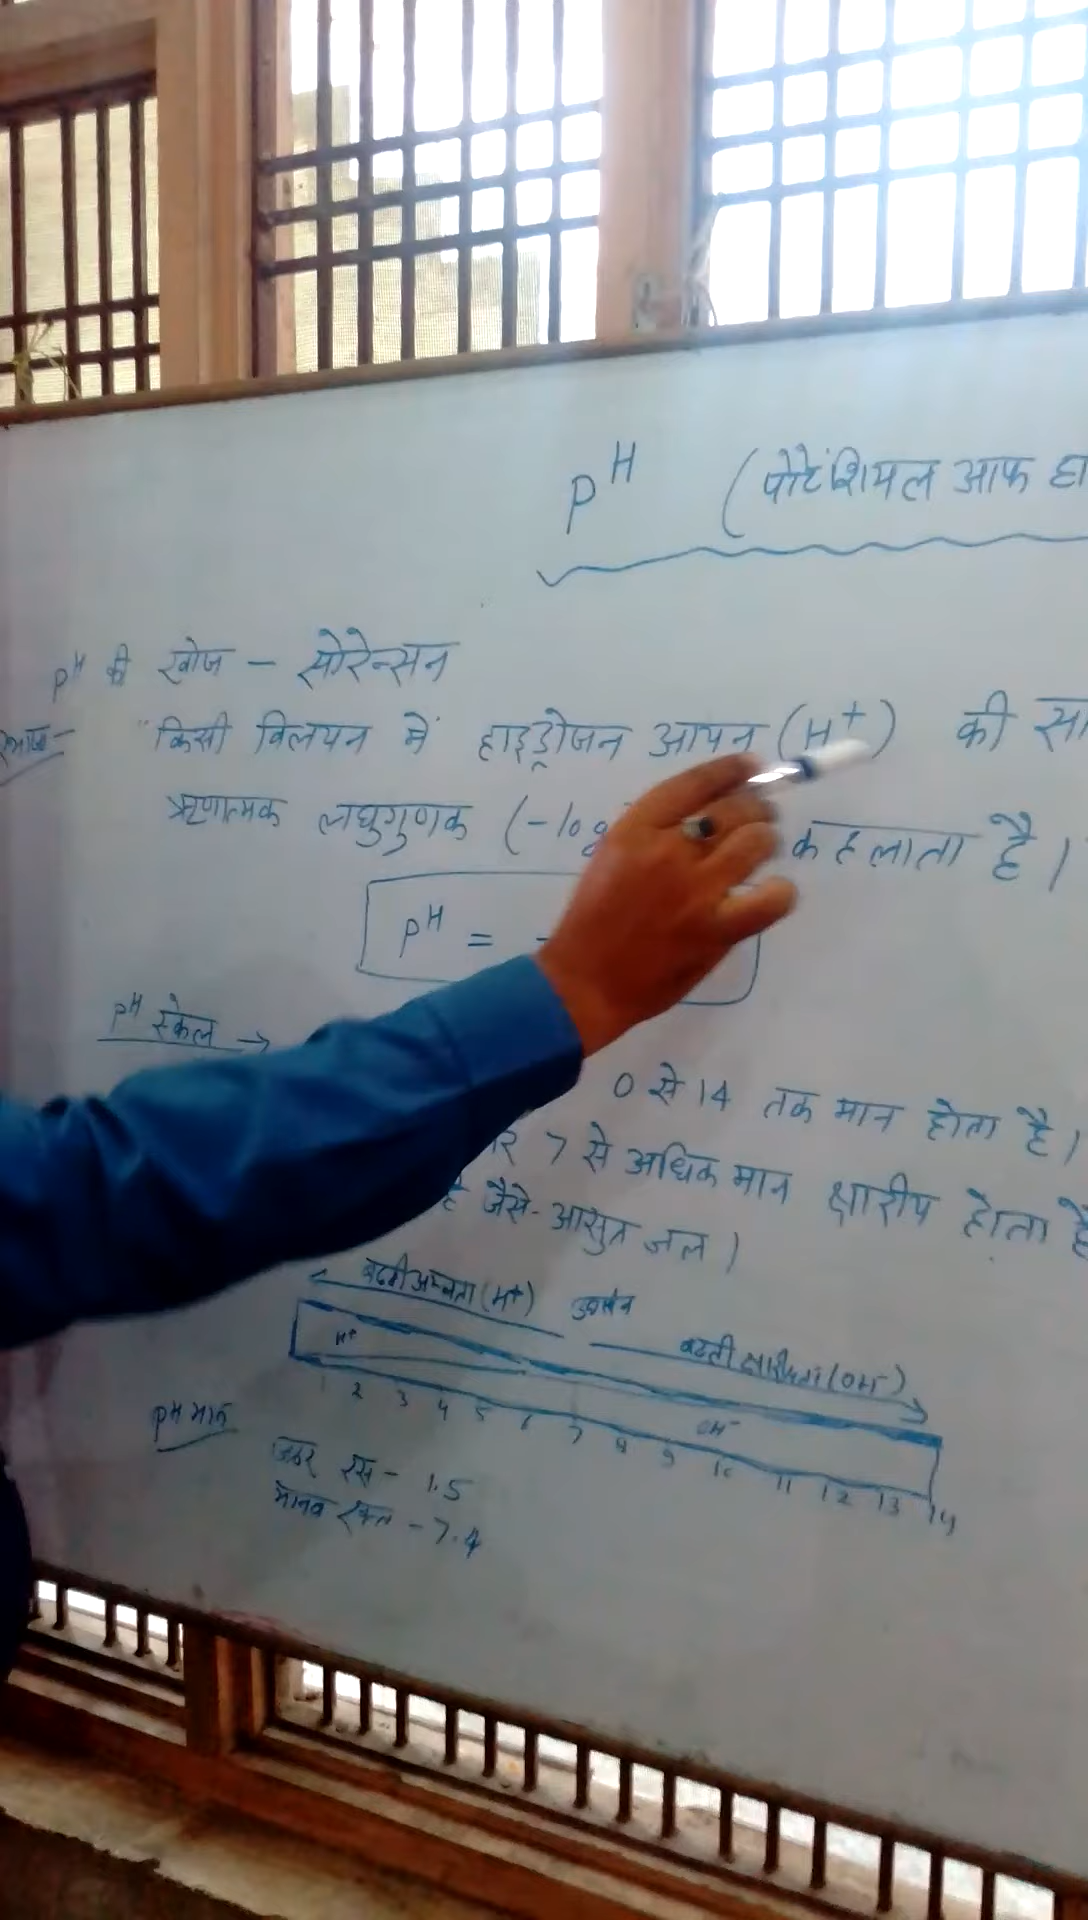 pH (पोटेंशियल आफ हा
pH की खोज - सोरेन्सन
"किसी विलयन में हाइड्रोजन आयन (H+) की सा
ऋणात्मक लघुगुणक (-log कहलाता है।
pH =
pH स्केल →
0 से 14 तक मान होता है।
7 से अधिक मान क्षारीय होता है
है जैसे- आसुत जल।
बढ़ती अम्लता (H+) उदासीन
बढ़ती क्षारीयता (OH-)
H+ OH-
1 2 3 4 5 6 7 8 9 10 11 12 13 14
pH मान
जठर रस - 1.5
मानव रक्त - 7.4